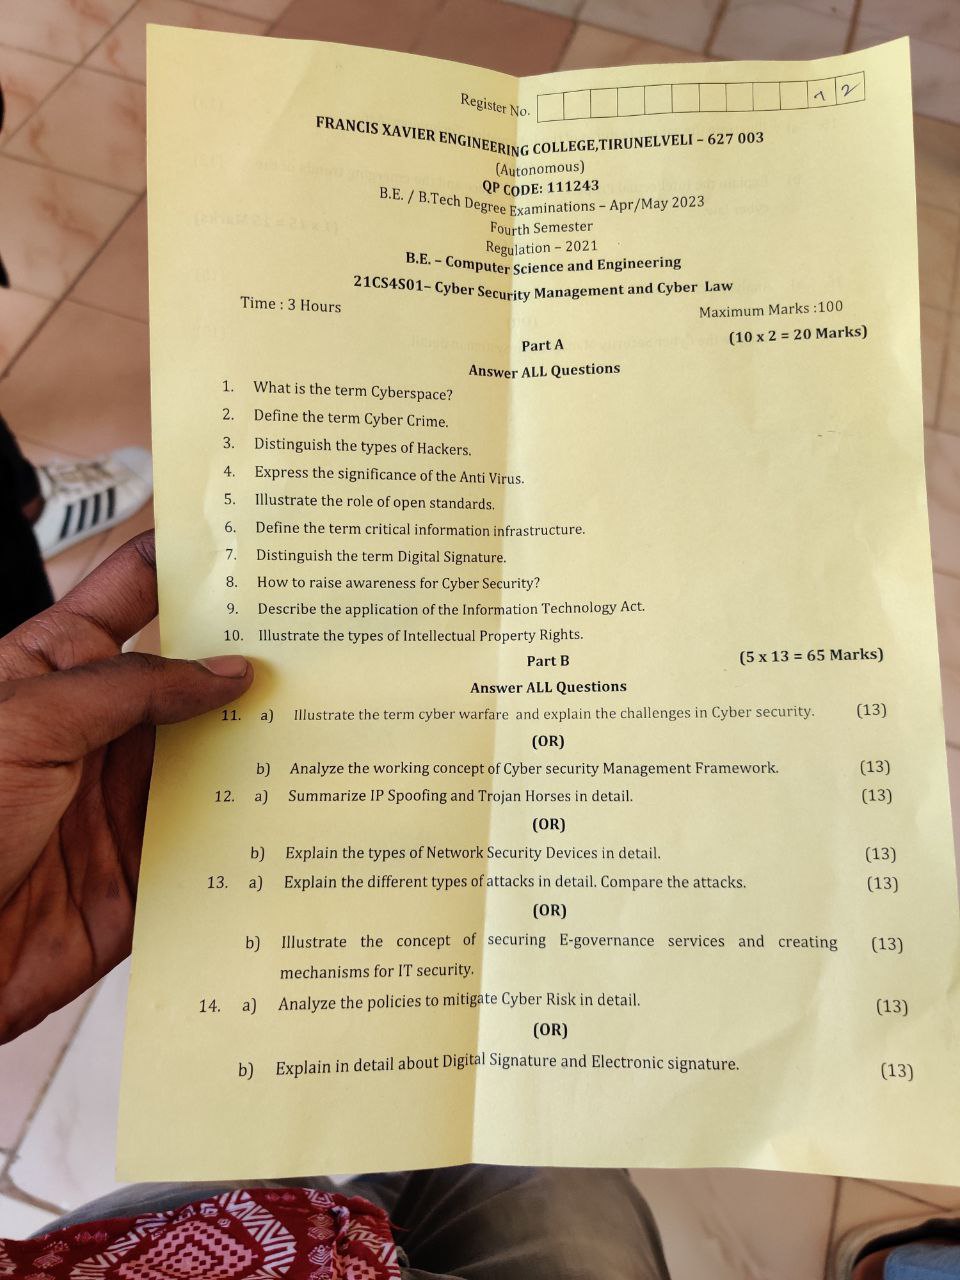 Register No. 1 2
FRANCIS XAVIER ENGINEERING COLLEGE,TIRUNELVELI – 627 003
(Autonomous)
QP CODE: 111243
B.E. / B.Tech Degree Examinations – Apr/May 2023
Fourth Semester
Regulation – 2021
B.E. – Computer Science and Engineering
21CS4S01– Cyber Security Management and Cyber Law
Time : 3 Hours Maximum Marks :100
Part A (10 x 2 = 20 Marks)
Answer ALL Questions
1. What is the term Cyberspace?
2. Define the term Cyber Crime.
3. Distinguish the types of Hackers.
4. Express the significance of the Anti Virus.
5. Illustrate the role of open standards.
6. Define the term critical information infrastructure.
7. Distinguish the term Digital Signature.
8. How to raise awareness for Cyber Security?
9. Describe the application of the Information Technology Act.
10. Illustrate the types of Intellectual Property Rights.
Part B (5 x 13 = 65 Marks)
Answer ALL Questions
11. a) Illustrate the term cyber warfare and explain the challenges in Cyber security. (13)
(OR)
b) Analyze the working concept of Cyber security Management Framework. (13)
12. a) Summarize IP Spoofing and Trojan Horses in detail. (13)
(OR)
b) Explain the types of Network Security Devices in detail. (13)
13. a) Explain the different types of attacks in detail. Compare the attacks. (13)
(OR)
b) Illustrate the concept of securing E-governance services and creating (13)
mechanisms for IT security.
14. a) Analyze the policies to mitigate Cyber Risk in detail. (13)
(OR)
b) Explain in detail about Digital Signature and Electronic signature. (13)